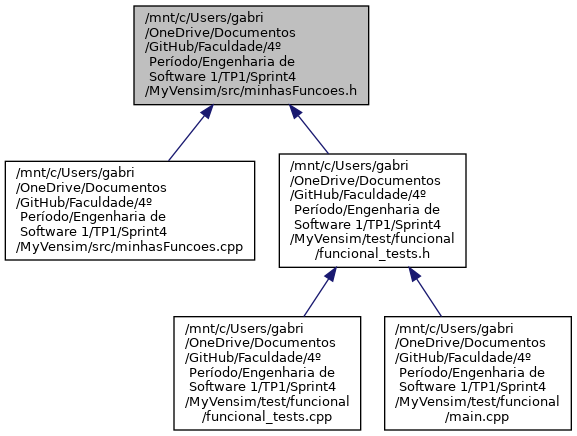 /mnt/c/Users/gabri
/OneDrive/Documentos
/GitHub/Faculdade/4º
Período/Engenharia de
Software 1/TP1/Sprint4
/MyVensim/src/minhasFuncoes.h
/mnt/c/Users/gabri
/OneDrive/Documentos
/GitHub/Faculdade/4º
Período/Engenharia de
Software 1/TP1/Sprint4
/MyVensim/src/minhasFuncoes.cpp
/mnt/c/Users/gabri
/OneDrive/Documentos
/GitHub/Faculdade/4º
Período/Engenharia de
Software 1/TP1/Sprint4
/MyVensim/test/funcional
/funcional_tests.h
/mnt/c/Users/gabri
/OneDrive/Documentos
/GitHub/Faculdade/4º
Período/Engenharia de
Software 1/TP1/Sprint4
/MyVensim/test/funcional
/funcional_tests.cpp
/mnt/c/Users/gabri
/OneDrive/Documentos
/GitHub/Faculdade/4º
Período/Engenharia de
Software 1/TP1/Sprint4
/MyVensim/test/funcional
/main.cpp